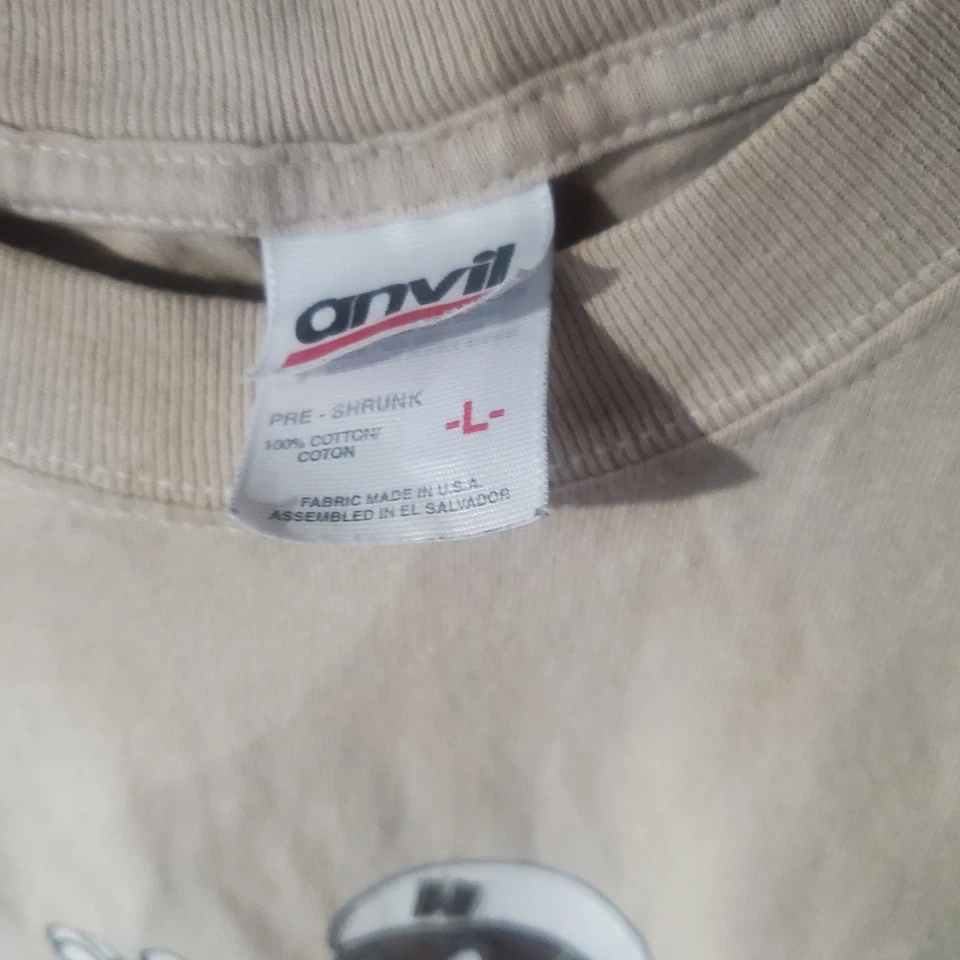 anvil
PRE - SHRUNK
-L-
100% COTTON/
COTON
FABRIC MADE IN U.S.A.
ASSEMBLED IN EL SALVADOR